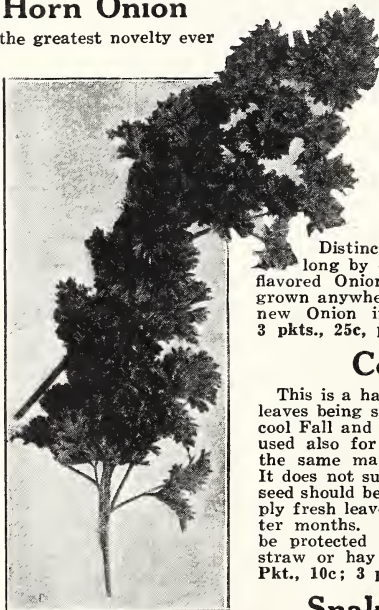 Horn Onion
the greatest novelty ever
Distinc
long by
flavored Onion
grown anywhe
new Onion i
3 pkts., 25c, p
Co
This is a ha
leaves being s
cool Fall and
used also for
the same ma
It does not su
seed should be
ply fresh leav
ter months.
be protected
straw or hay
Pkt., 10c; 3 p
Snak